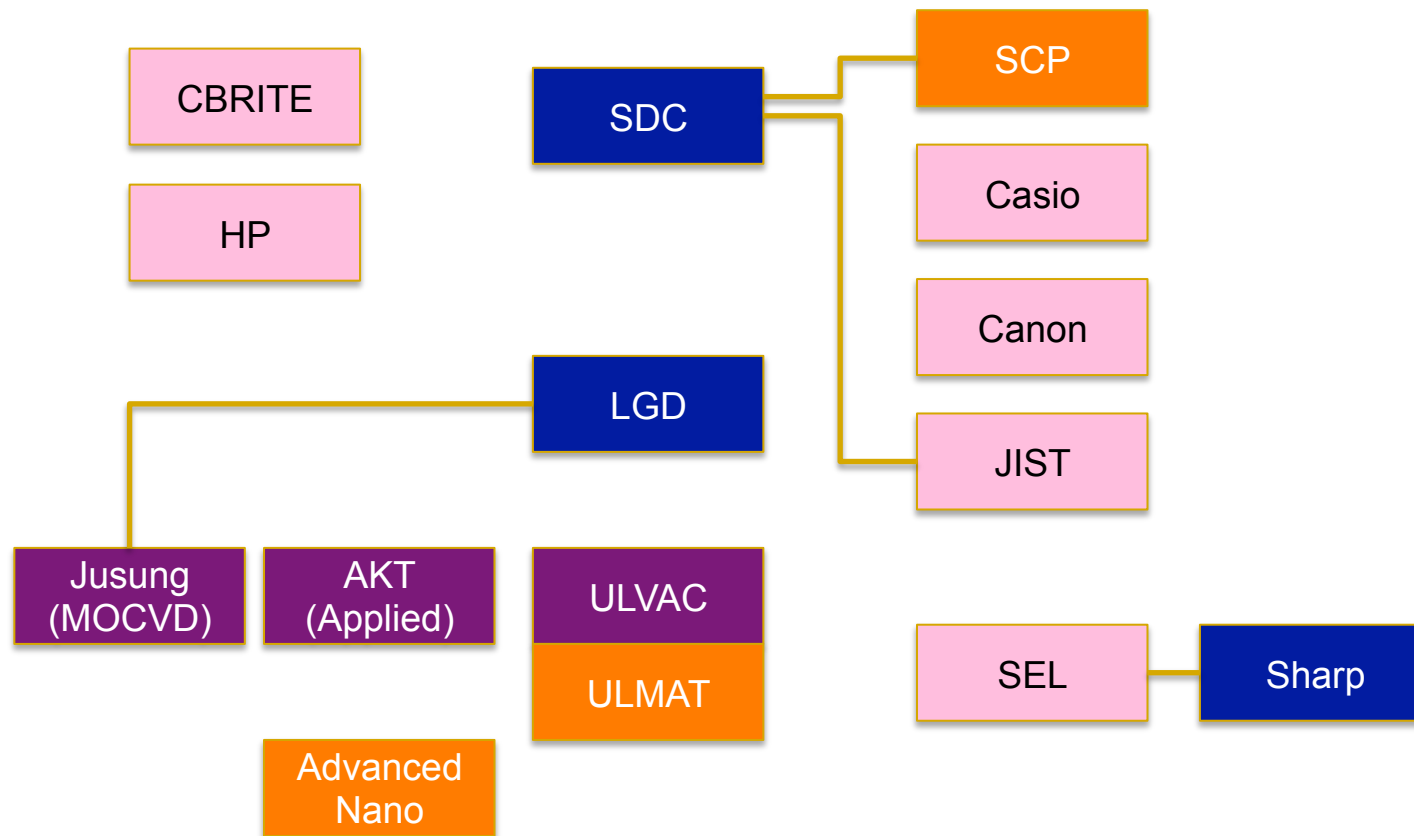 CBRITE
HP
SDC
SCP
Casio
Canon
LGD
JIST
Jusung
(MOCVD)
AKT
(Applied)
ULVAC
ULMAT
SEL
Sharp
Advanced
Nano